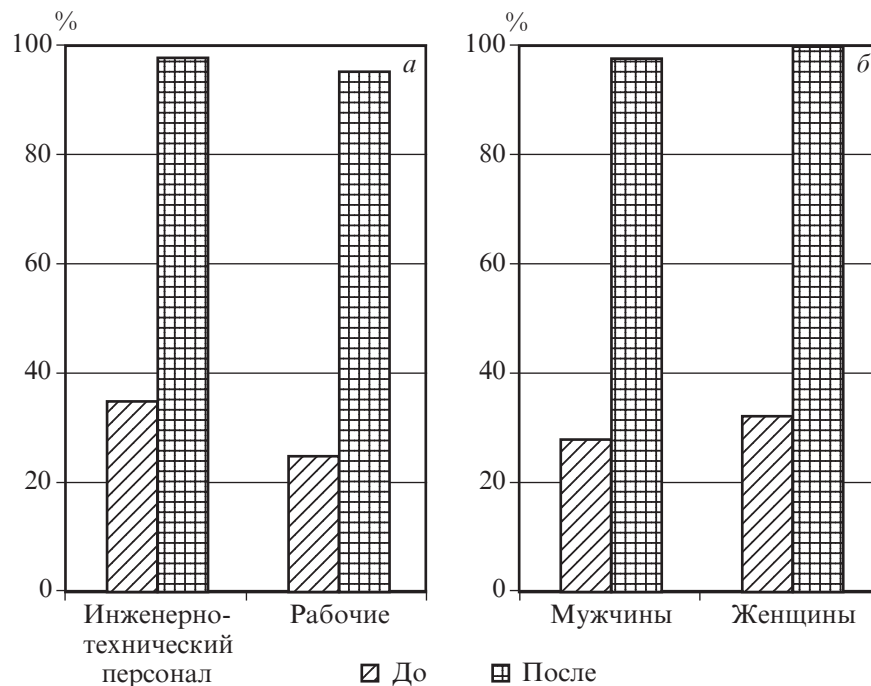 %
100
80
60
40
20
0
а
Инженерно-
технический
персонал
Рабочие
%
100
80
60
40
20
0
б
Мужчины
Женщины
До
После